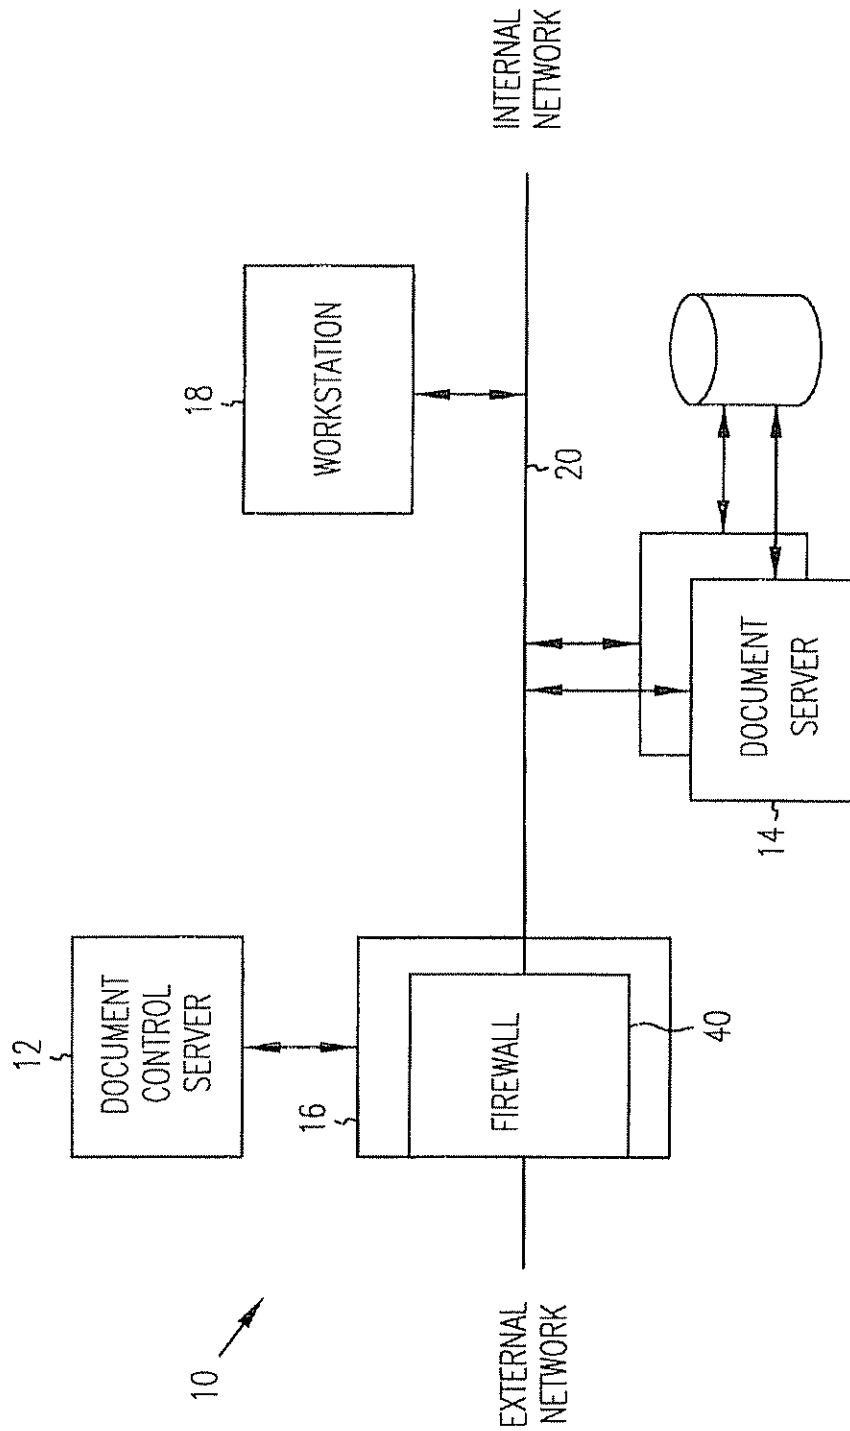 10
12
DOCUMENT
CONTROL
SERVER
16
FIREWALL
40
EXTERNAL
NETWORK
18
WORKSTATION
20
INTERNAL
NETWORK
14
DOCUMENT
SERVER